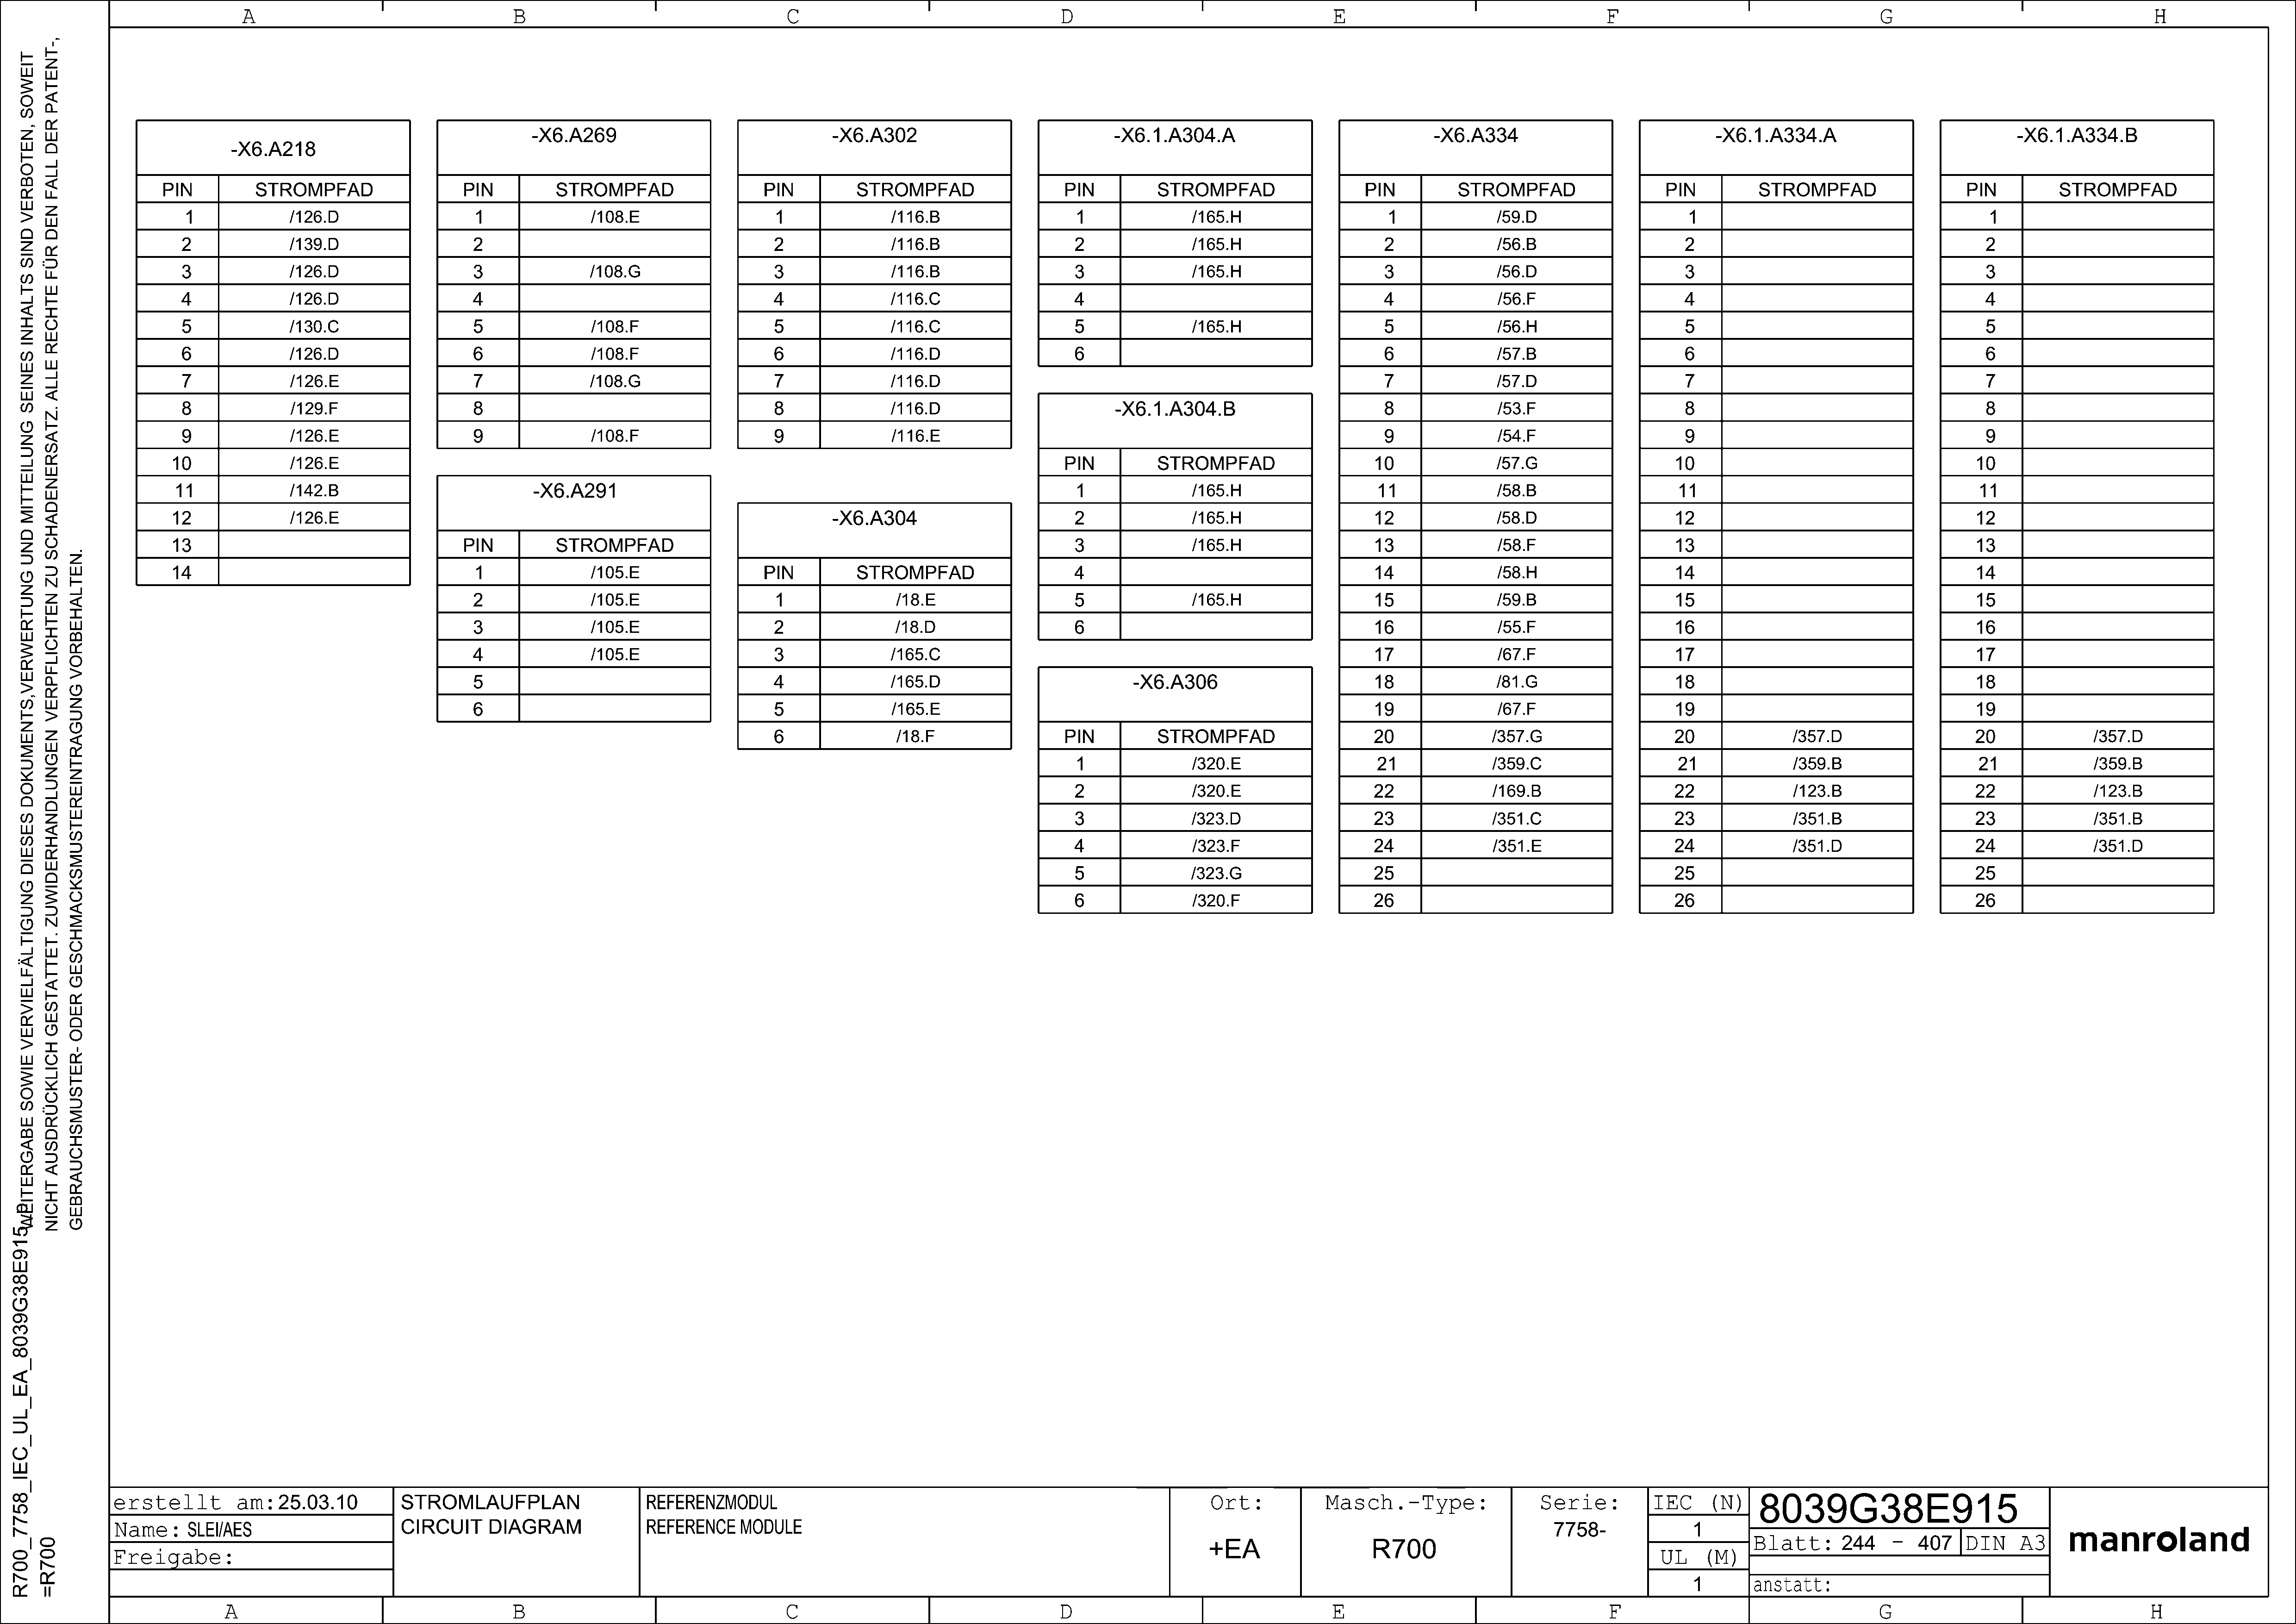 A B C D E F G H
WEITERGABE SOWIE VERVIELFÄLTIGUNG DIESES DOKUMENTS,VERWERTUNG UND MITTEILUNG SEINES INHALTS SIND VERBOTEN, SOWEIT
NICHT AUSDRÜCKLICH GESTATTET. ZUWIDERHANDLUNGEN VERPFLICHTEN ZU SCHADENERSATZ. ALLE RECHTE FÜR DEN FALL DER PATENT-,
GEBRAUCHSMUSTER- ODER GESCHMACKSMUSTEREINTRAGUNG VORBEHALTEN.
-X6.A218
PIN STROMPFAD
1 /126.D
2 /139.D
3 /126.D
4 /126.D
5 /130.C
6 /126.D
7 /126.E
8 /129.F
9 /126.E
10 /126.E
11 /142.B
12 /126.E
13
14
-X6.A269
PIN STROMPFAD
1 /108.E
2
3 /108.G
4
5 /108.F
6 /108.F
7 /108.G
8
9 /108.F
-X6.A291
PIN STROMPFAD
1 /105.E
2 /105.E
3 /105.E
4 /105.E
5
6
-X6.A302
PIN STROMPFAD
1 /116.B
2 /116.B
3 /116.B
4 /116.C
5 /116.C
6 /116.D
7 /116.D
8 /116.D
9 /116.E
-X6.A304
PIN STROMPFAD
1 /18.E
2 /18.D
3 /165.C
4 /165.D
5 /165.E
6 /18.F
-X6.1.A304.A
PIN STROMPFAD
1 /165.H
2 /165.H
3 /165.H
4
5 /165.H
6
-X6.1.A304.B
PIN STROMPFAD
1 /165.H
2 /165.H
3 /165.H
4
5 /165.H
6
-X6.A306
PIN STROMPFAD
1 /320.E
2 /320.E
3 /323.D
4 /323.F
5 /323.G
6 /320.F
-X6.A334
PIN STROMPFAD
1 /59.D
2 /56.B
3 /56.D
4 /56.F
5 /56.H
6 /57.B
7 /57.D
8 /53.F
9 /54.F
10 /57.G
11 /58.B
12 /58.D
13 /58.F
14 /58.H
15 /59.B
16 /55.F
17 /67.F
18 /81.G
19 /67.F
20 /357.G
21 /359.C
22 /169.B
23 /351.C
24 /351.E
25
26
-X6.1.A334.A
PIN STROMPFAD
1
2
3
4
5
6
7
8
9
10
11
12
13
14
15
16
17
18
19
20 /357.D
21 /359.B
22 /123.B
23 /351.B
24 /351.D
25
26
-X6.1.A334.B
PIN STROMPFAD
1
2
3
4
5
6
7
8
9
10
11
12
13
14
15
16
17
18
19
20 /357.D
21 /359.B
22 /123.B
23 /351.B
24 /351.D
25
26
=R700
erstellt am: 25.03.10
Name: SLEI/AES
Freigabe:
STROMLAUFPLAN
CIRCUIT DIAGRAM
REFERENZMODUL
REFERENCE MODULE
Ort:
+EA
Masch.-Type:
R700
Serie:
7758-
IEC (N)
1
UL (M)
1
8039G38E915
Blatt: 244 - 407 DIN A3
anstatt:
manroland
A B C D E F G H